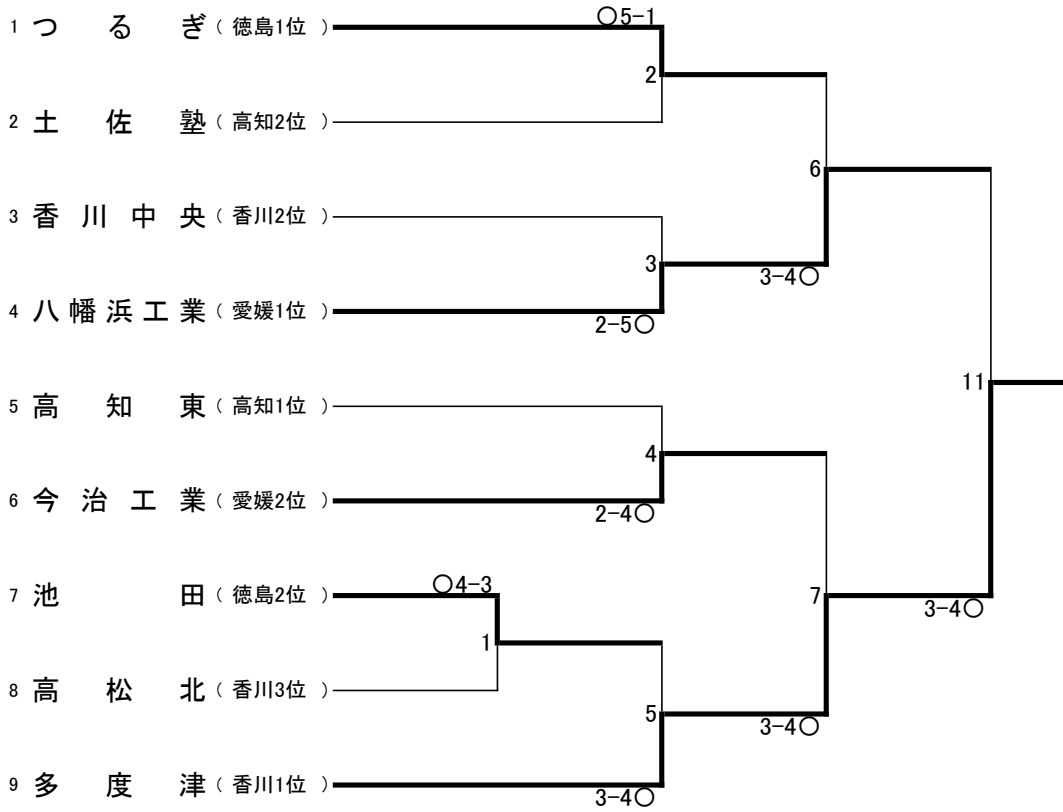 ○5-1
1 つるぎ（徳島1位）
2
2 土佐塾（高知2位）
6
3 香川中央（香川2位）
3
3-4○
4 八幡浜工業（愛媛1位）
2-5○
11
5 高知東（高知1位）
4
6 今治工業（愛媛2位）
2-4○
○4-3
7 池田（徳島2位）
7
3-4○
1
8 高松北（香川3位）
5
3-4○
9 多度津（香川1位）
3-4○